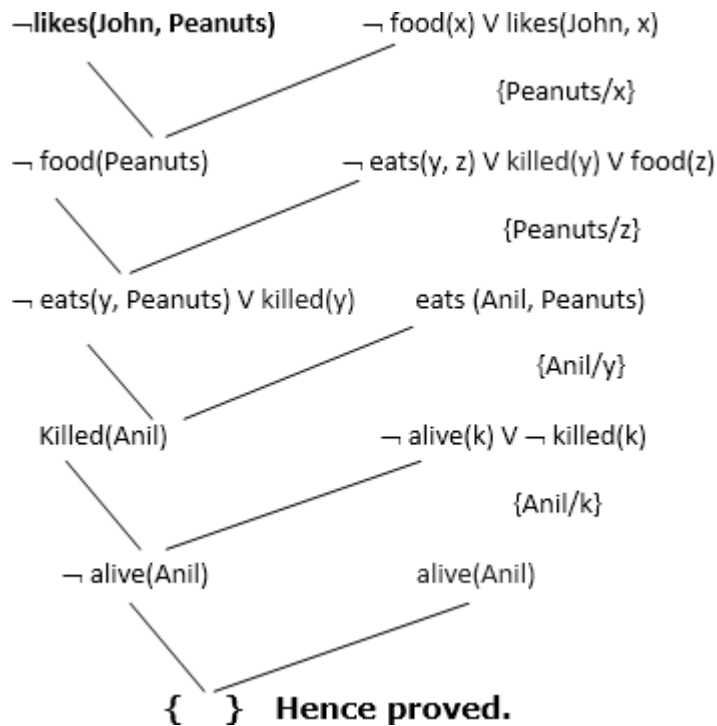 ¬likes(John, Peanuts) ¬ food(x) V likes(John, x)
{Peanuts/x}
¬ food(Peanuts) ¬ eats(y, z) V killed(y) V food(z)
{Peanuts/z}
¬ eats(y, Peanuts) V killed(y) eats (Anil, Peanuts)
{Anil/y}
Killed(Anil) ¬ alive(k) V ¬ killed(k)
{Anil/k}
¬ alive(Anil) alive(Anil)
{ } Hence proved.